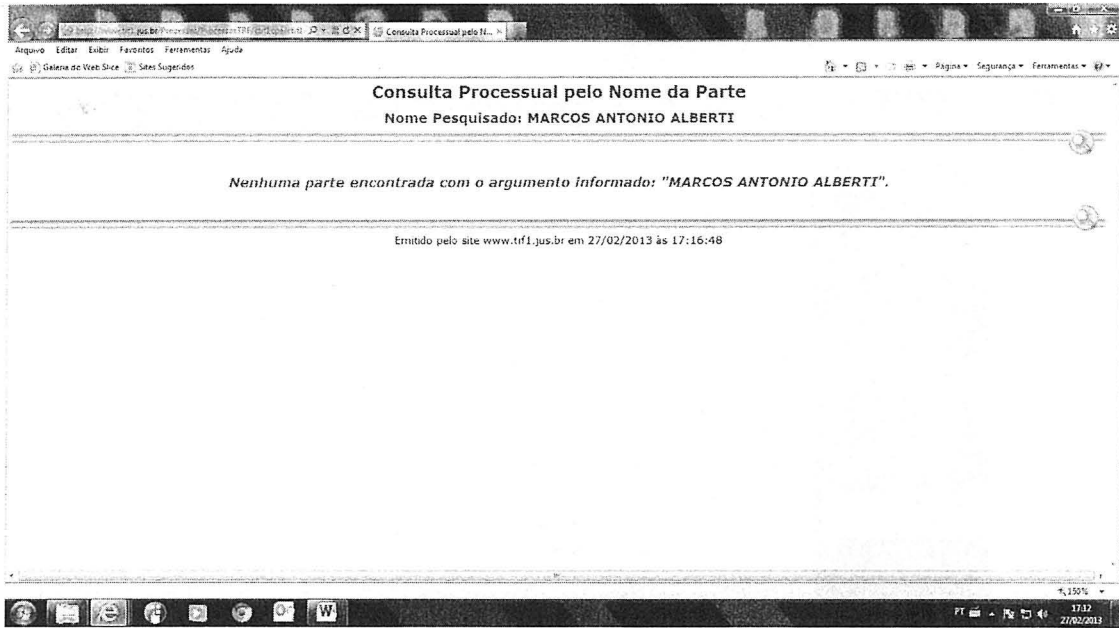 Consulta Processual pelo N...
Arquivo Editar Exibir Favoritos Ferramentas Ajuda
Galeria do Web Slice Sites Sugeridos
Página Segurança Ferramentas
Consulta Processual pelo Nome da Parte
Nome Pesquisado: MARCOS ANTONIO ALBERTI
Nenhuma parte encontrada com o argumento informado: "MARCOS ANTONIO ALBERTI".
Emitido pelo site www.trf1.jus.br em 27/02/2013 às 17:16:48
150%
PT
17:12
27/02/2013